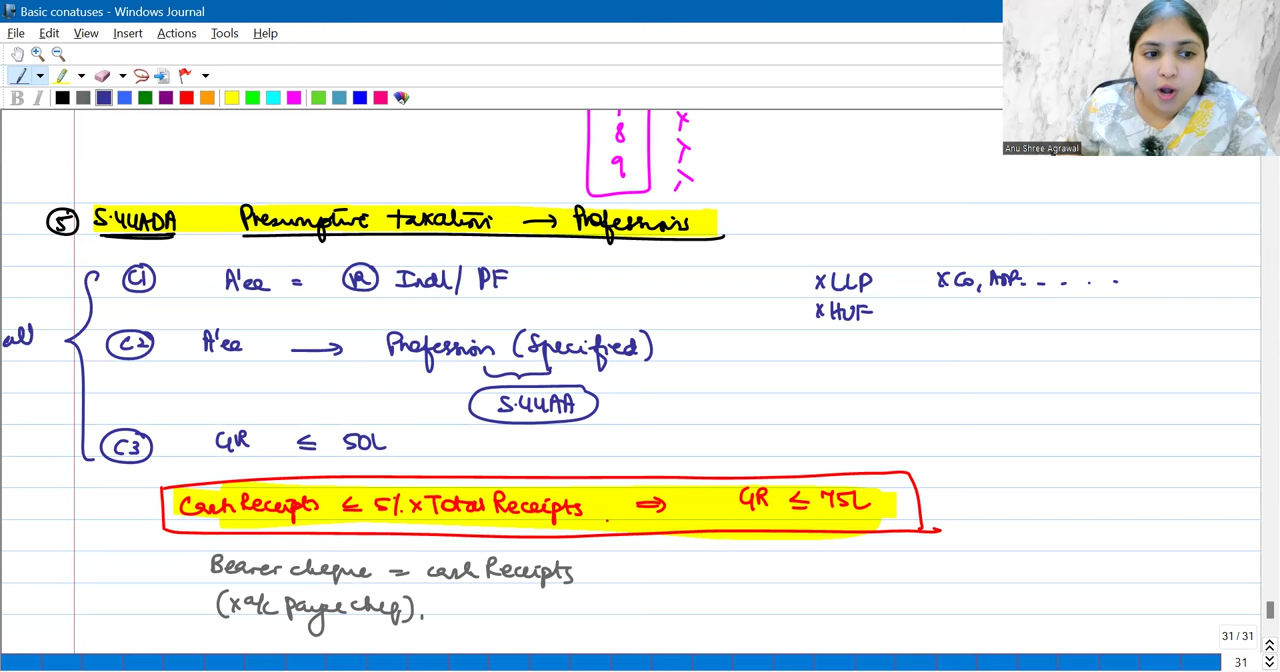 Basic conatuses - Windows Journal
File Edit View Insert Actions Tools Help
B I
Anu Shree Agrawal
8 x
9
5 S.44ADA Presumptive taxation → Professions
all
C1 A'ee = R Indl/ PF xLLP x Co, AOP - - - . . . .
xHUF
C2 A'ee → Profession (Specified)
S.44AA
C3 GR ≤ 50L
Cash Receipts ≤ 5% x Total Receipts ⇒ GR ≤ 75L
Bearer cheque = cash Receipts
(x a/c payee cheq).
31 / 31
31